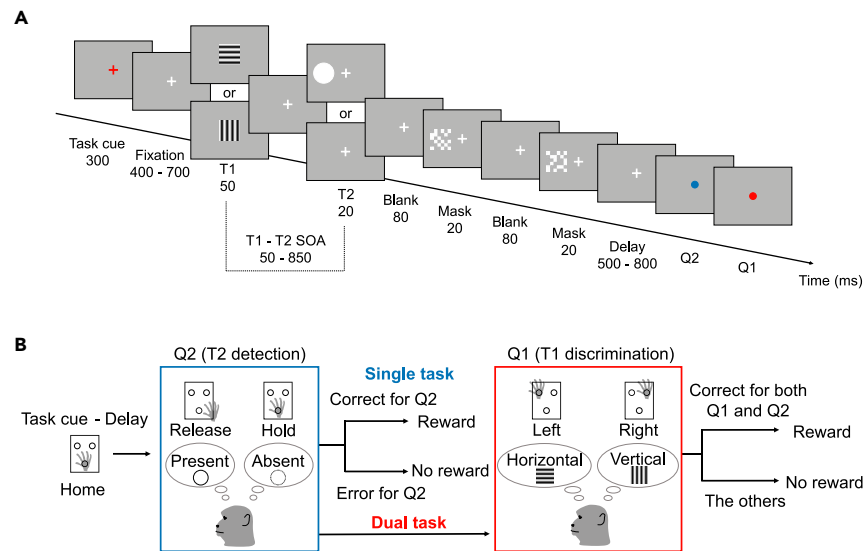 A
or
or
Task cue
300
Fixation
400 - 700
T1
50
T2
20
Blank
80
Mask
20
Blank
80
Mask
20
Delay
500 - 800
Q2
Q1
T1 - T2 SOA
50 - 850
Time (ms)
B
Q2 (T2 detection)
Q1 (T1 discrimination)
Single task
Correct for Q2
Correct for both
Q1 and Q2
Task cue - Delay
Release
Hold
Reward
Left
Right
Reward
Present
Absent
Horizontal
Vertical
Home
No reward
No reward
Error for Q2
The others
Dual task